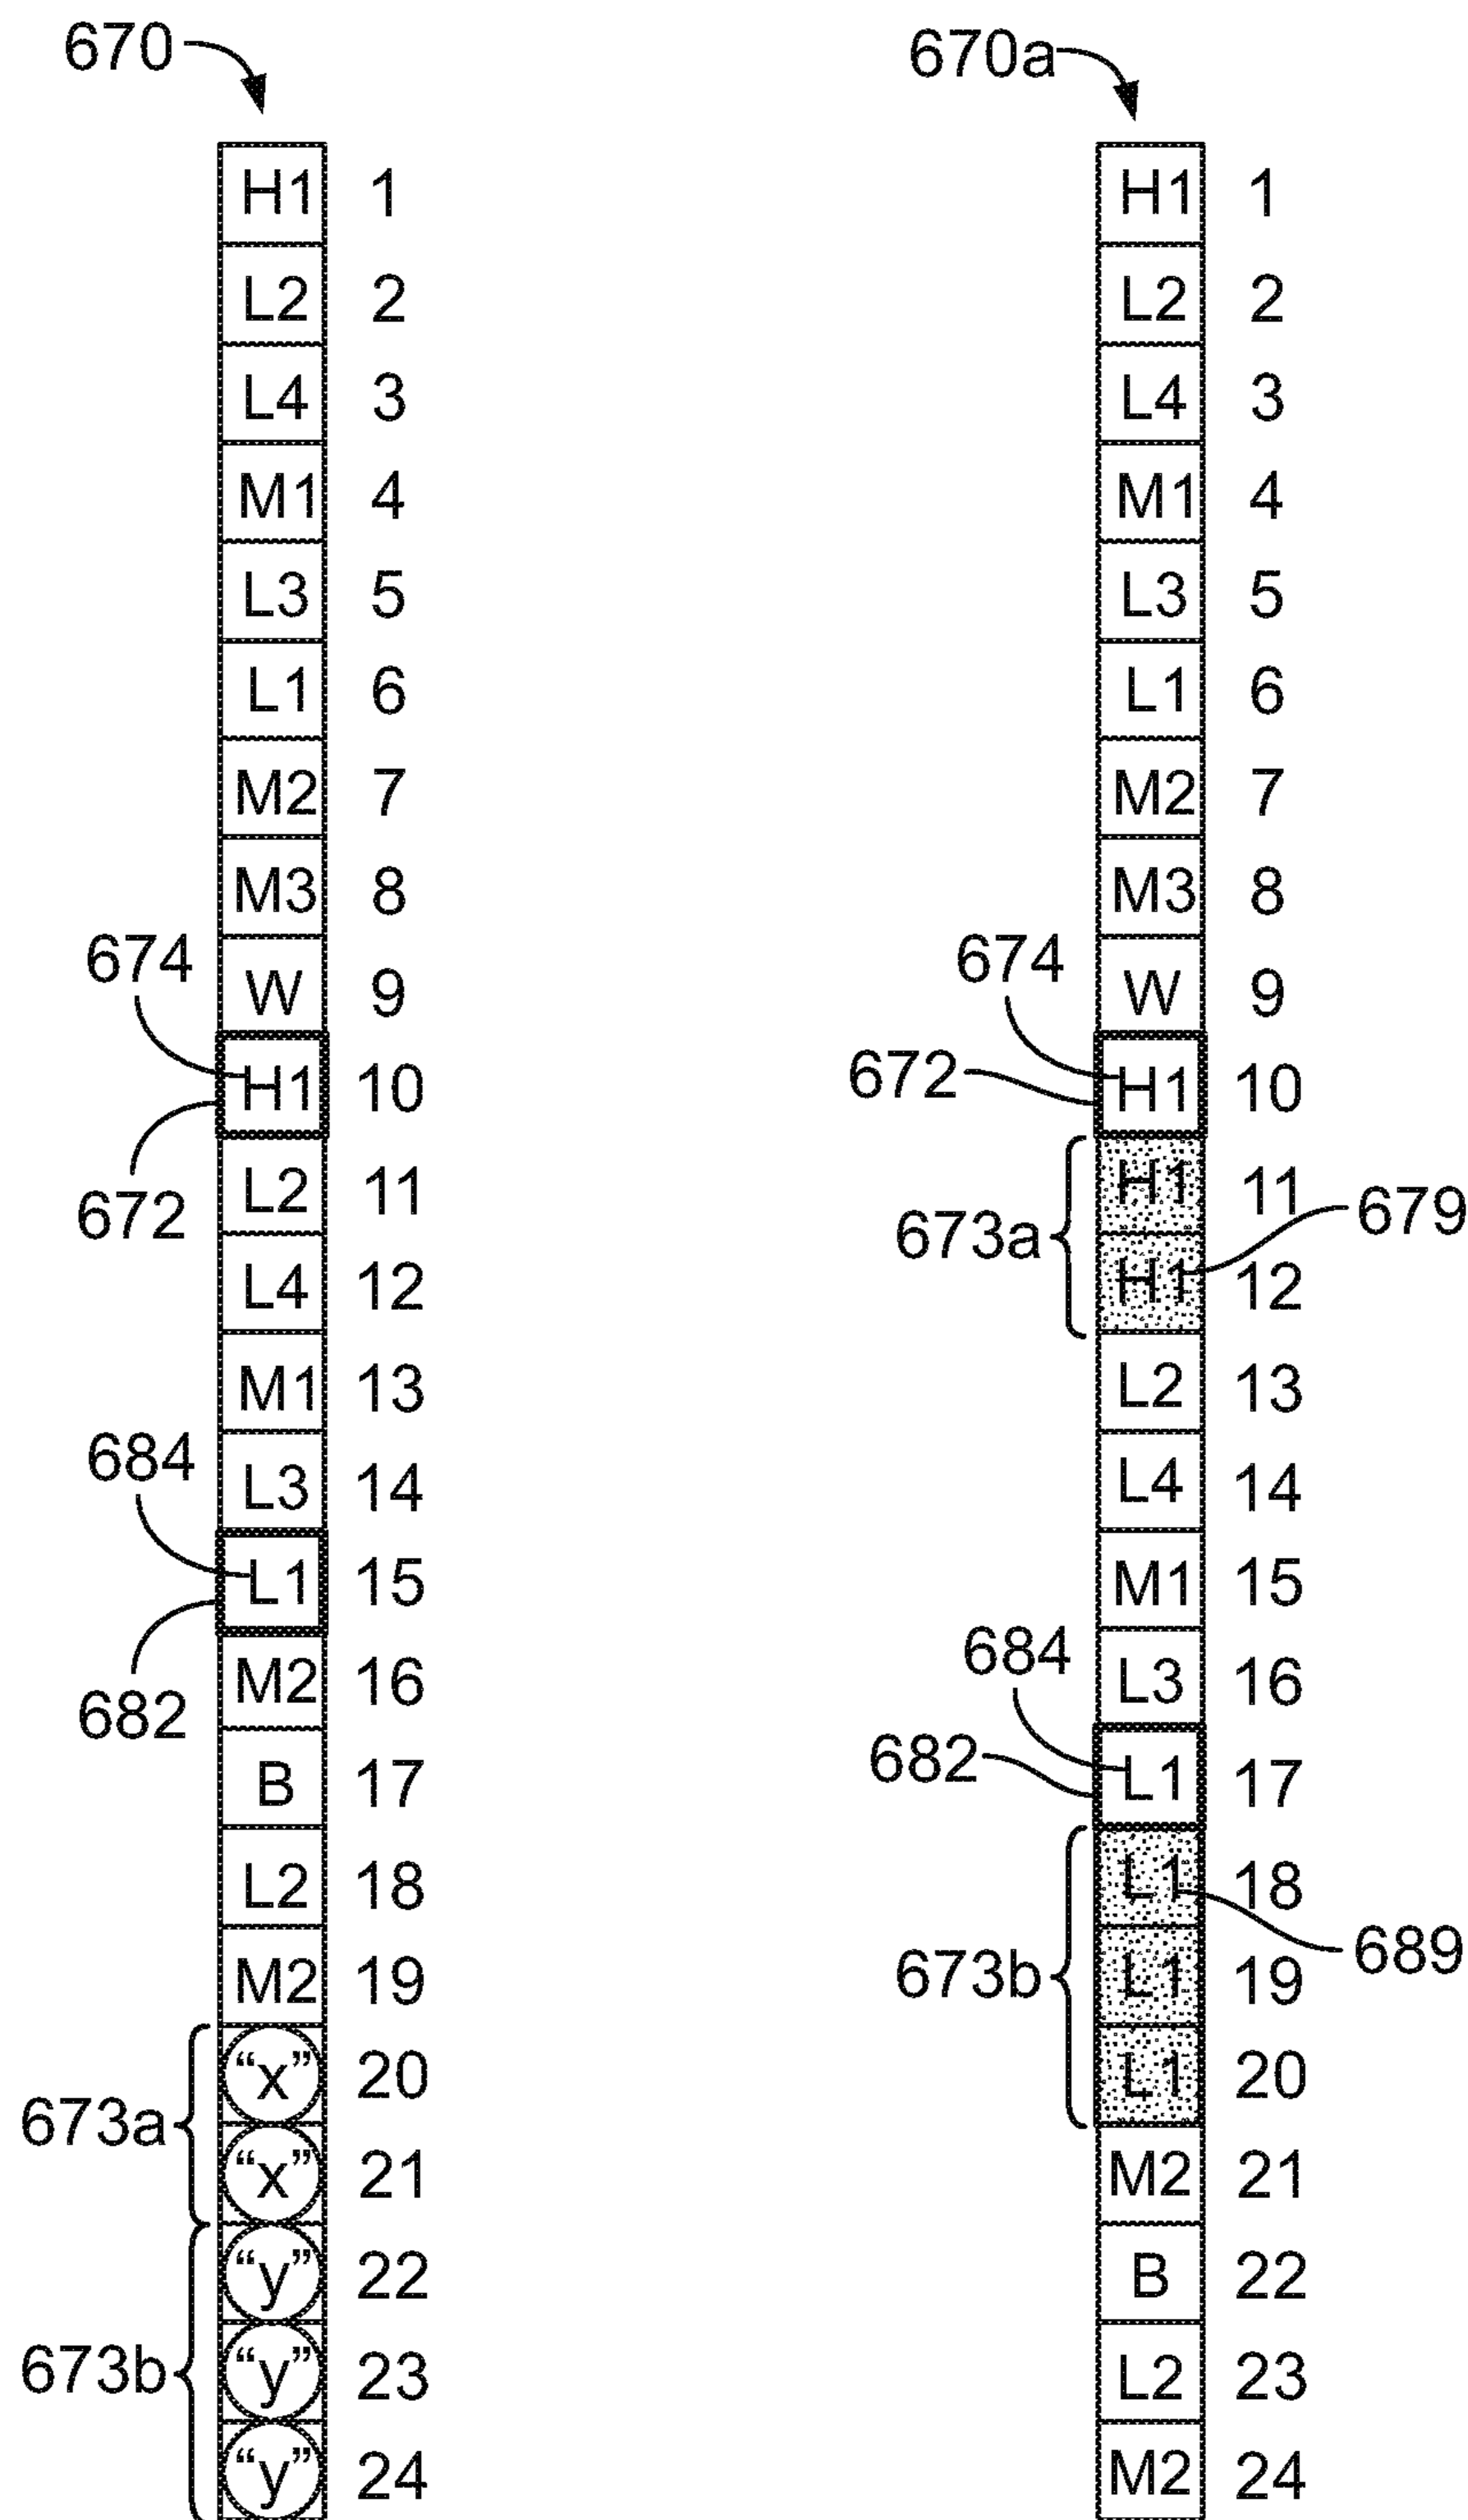 670 670a
H1 1 H1 1
L2 2 L2 2
L4 3 L4 3
M1 4 M1 4
L3 5 L3 5
L1 6 L1 6
M2 7 M2 7
M3 8 M3 8
674 W 9 674 W 9
H1 10 672 H1 10
672 L2 11 673a H1 11 679
L4 12 H1 12
M1 13 L2 13
684 L3 14 L4 14
L1 15 M1 15
682 M2 16 684 L3 16
B 17 682 L1 17
L2 18 L1 18
M2 19 673b L1 19 689
673a “x” 20 L1 20
“x” 21 M2 21
“y” 22 B 22
673b “y” 23 L2 23
“y” 24 M2 24